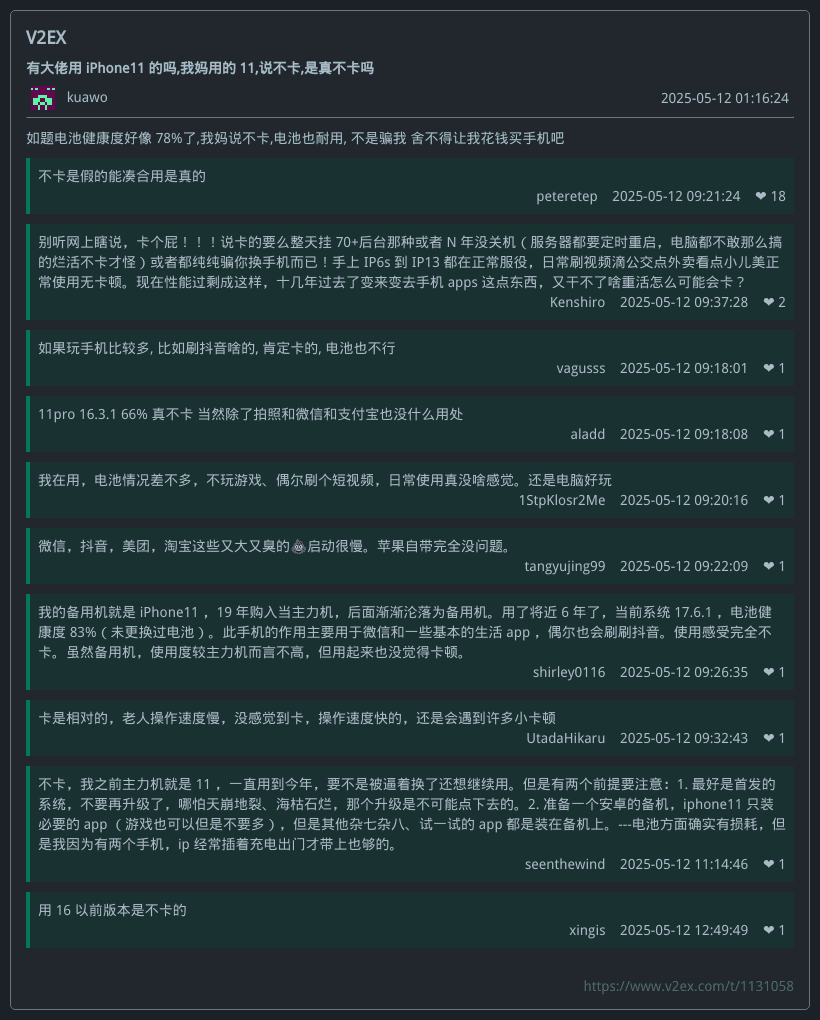 V2EX
有大佬用 iPhone11 的吗,我妈用的 11,说不卡,是真不卡吗
kuawo
2025-05-12 01:16:24
如题电池健康度好像 78%了,我妈说不卡,电池也耐用, 不是骗我 舍不得让我花钱买手机吧
不卡是假的能凑合用是真的
peteretep 2025-05-12 09:21:24 ❤ 18
别听网上瞎说，卡个屁！！！说卡的要么整天挂 70+后台那种或者 N 年没关机（服务器都要定时重启，电脑都不敢那么搞
的烂活不卡才怪）或者都纯纯骗你换手机而已！手上 IP6s 到 IP13 都在正常服役，日常刷视频滴公交点外卖看点小儿美正
常使用无卡顿。现在性能过剩成这样，十几年过去了变来变去手机 apps 这点东西，又干不了啥重活怎么可能会卡？
Kenshiro 2025-05-12 09:37:28 ❤ 2
如果玩手机比较多, 比如刷抖音啥的, 肯定卡的, 电池也不行
vagusss 2025-05-12 09:18:01 ❤ 1
11pro 16.3.1 66% 真不卡 当然除了拍照和微信和支付宝也没什么用处
aladd 2025-05-12 09:18:08 ❤ 1
我在用，电池情况差不多，不玩游戏、偶尔刷个短视频，日常使用真没啥感觉。还是电脑好玩
1StpKlosr2Me 2025-05-12 09:20:16 ❤ 1
微信，抖音，美团，淘宝这些又大又臭的💩启动很慢。苹果自带完全没问题。
tangyujing99 2025-05-12 09:22:09 ❤ 1
我的备用机就是 iPhone11 ，19 年购入当主力机，后面渐渐沦落为备用机。用了将近 6 年了，当前系统 17.6.1 ，电池健
康度 83%（未更换过电池）。此手机的作用主要用于微信和一些基本的生活 app ，偶尔也会刷刷抖音。使用感受完全不
卡。虽然备用机，使用度较主力机而言不高，但用起来也没觉得卡顿。
shirley0116 2025-05-12 09:26:35 ❤ 1
卡是相对的，老人操作速度慢，没感觉到卡，操作速度快的，还是会遇到许多小卡顿
UtadaHikaru 2025-05-12 09:32:43 ❤ 1
不卡，我之前主力机就是 11 ，一直用到今年，要不是被逼着换了还想继续用。但是有两个前提要注意：1. 最好是首发的
系统，不要再升级了，哪怕天崩地裂、海枯石烂，那个升级是不可能点下去的。2. 准备一个安卓的备机，iphone11 只装
必要的 app （游戏也可以但是不要多），但是其他杂七杂八、试一试的 app 都是装在备机上。---电池方面确实有损耗，但
是我因为有两个手机，ip 经常插着充电出门才带上也够的。
seenthewind 2025-05-12 11:14:46 ❤ 1
用 16 以前版本是不卡的
xingis 2025-05-12 12:49:49 ❤ 1
https://www.v2ex.com/t/1131058